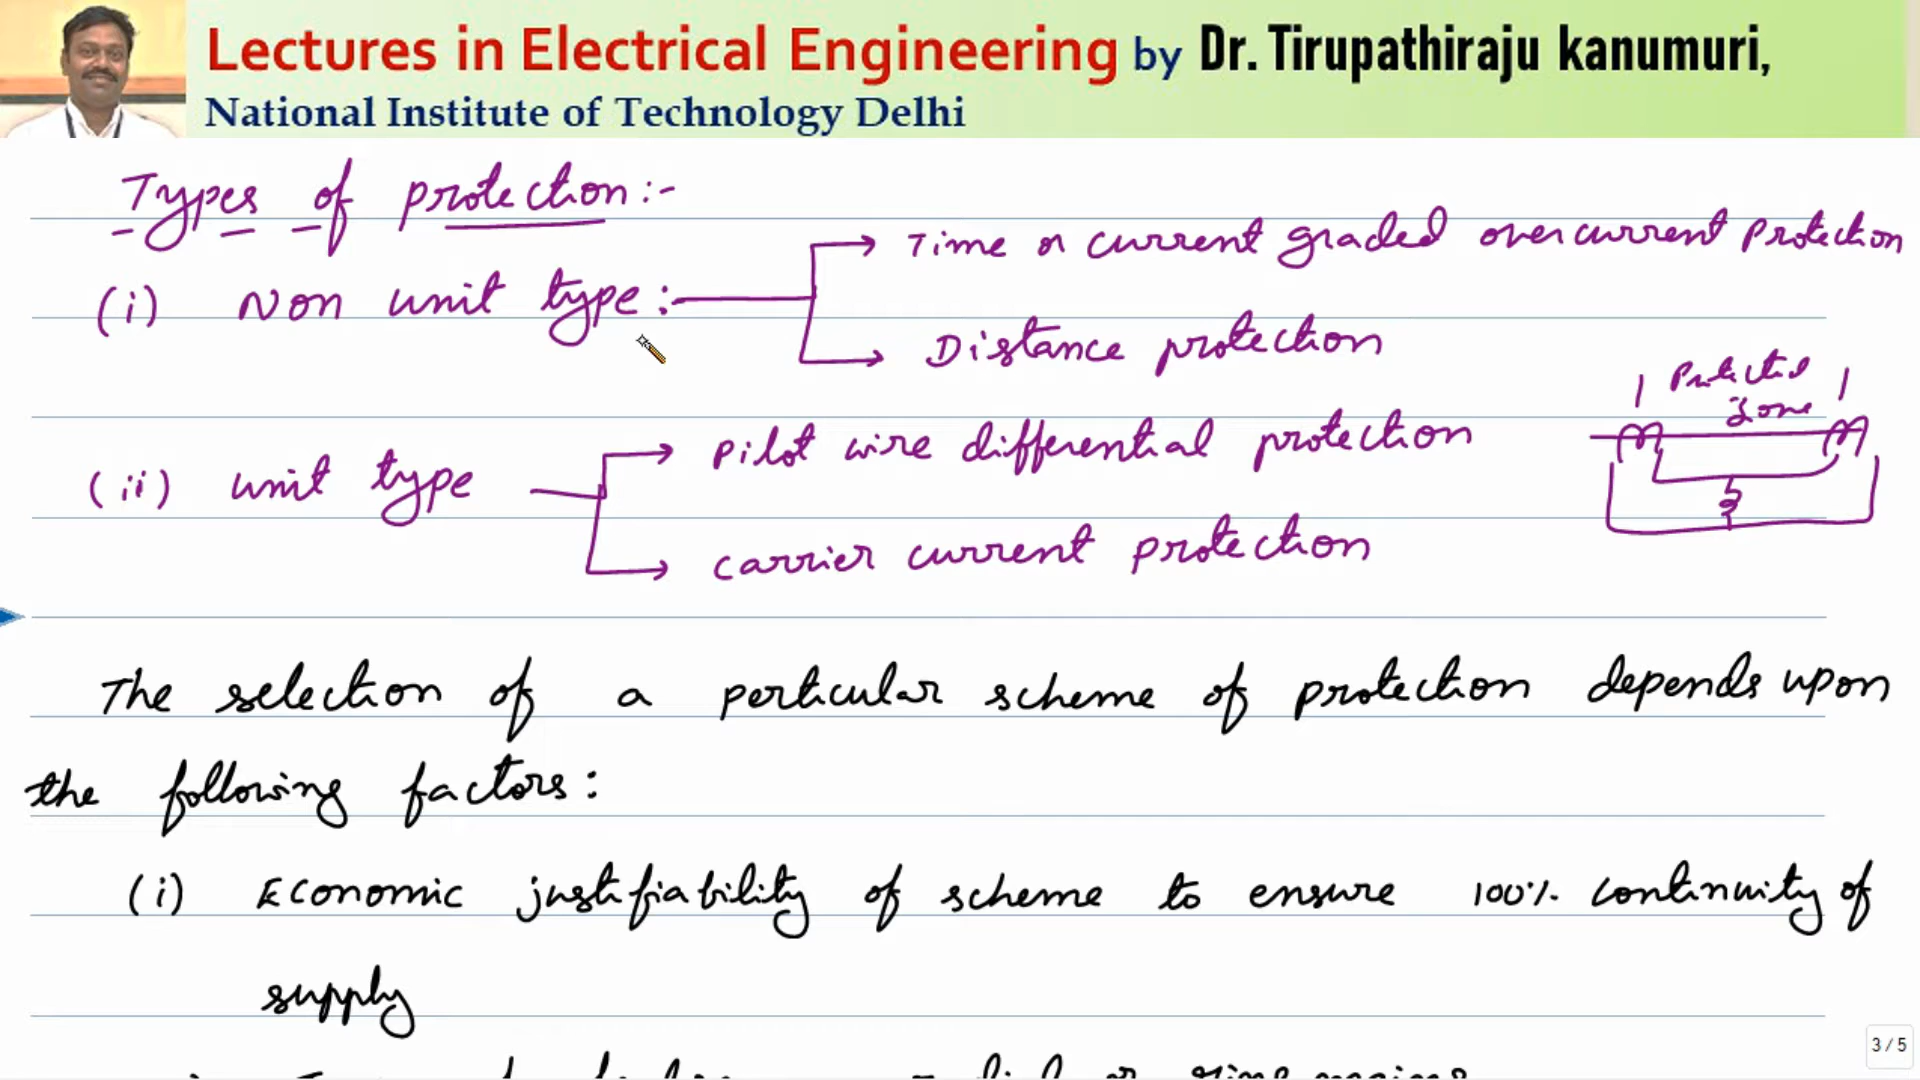 Lectures in Electrical Engineering by Dr. Tirupathiraju kanumuri,
National Institute of Technology Delhi
Types of protection:-
(i) Non unit type:- Time or current graded over current protection
Distance protection
Protected zone
(ii) unit type Pilot wire differential protection
carrier current protection
The selection of a perticular scheme of protection depends upon
the following factors:
(i) Economic justifiability of scheme to ensure 100% continuity of
supply
3 / 5